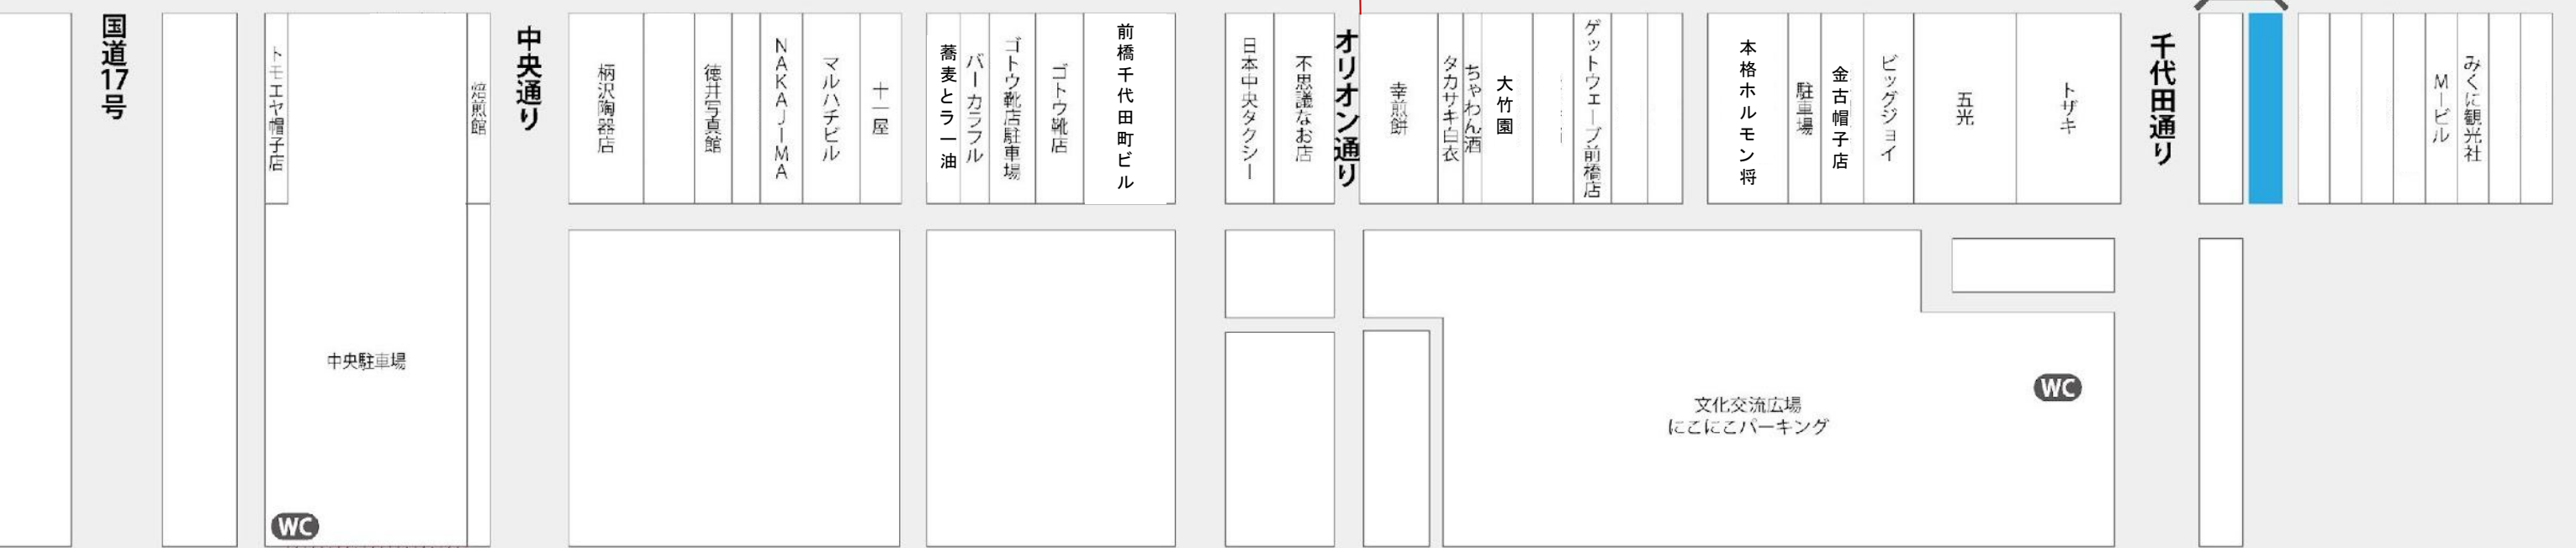 国道17号
トモエヤ帽子店
焙煎館
中央通り
柄沢陶器店
徳井写真館
NAKAJIMA
マルハチビル
十一屋
蕎麦とラー油
バーカラフル
ゴトウ靴店駐車場
ゴトウ靴店
前橋千代田町ビル
日本中央タクシー
不思議なお店
オリオン通り
幸煎餅
タカサキ白衣
ちゃわん酒
大竹園
ゲットウェーブ前橋店
本格ホルモン将
駐車場
金古帽子店
ビッグジョイ
五光
トザキ
千代田通り
Mービル
みくに観光社
中央駐車場
WC
文化交流広場
にこにこパーキング
WC